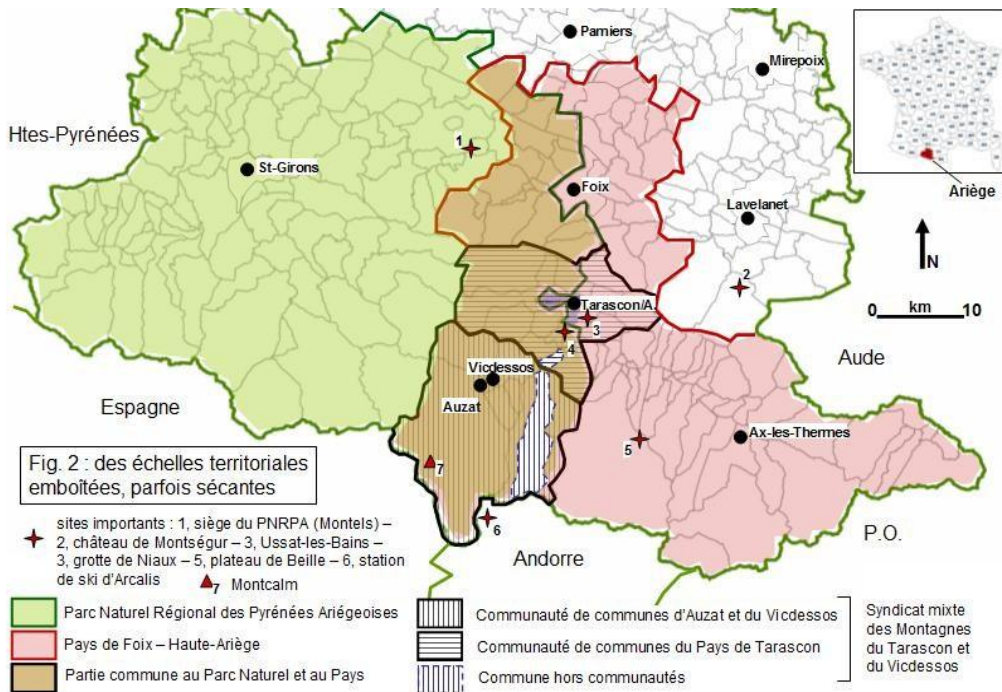 Pamiers
Mirepoix
Htes-Pyrénées
1
St-Girons
Foix
Lavelanet
Ariège
N
2
0 km 10
Tarascon/A.
3
4
Aude
Vicdessos
Auzat
Espagne
Ax-les-Thermes
5
7
6
Andorre
P.O.
Fig. 2 : des échelles territoriales
emboîtées, parfois sécantes
sites importants : 1, siège du PNRPA (Montels) –
2, château de Montségur – 3, Ussat-les-Bains –
3, grotte de Niaux – 5, plateau de Beille – 6, station
de ski d'Arcalis
7 Montcalm
Parc Naturel Régional des Pyrénées Ariégeoises
Pays de Foix – Haute-Ariège
Partie commune au Parc Naturel et au Pays
Communauté de communes d'Auzat et du Vicdessos
Communauté de communes du Pays de Tarascon
Commune hors communautés
Syndicat mixte
des Montagnes
du Tarascon et
du Vicdessos